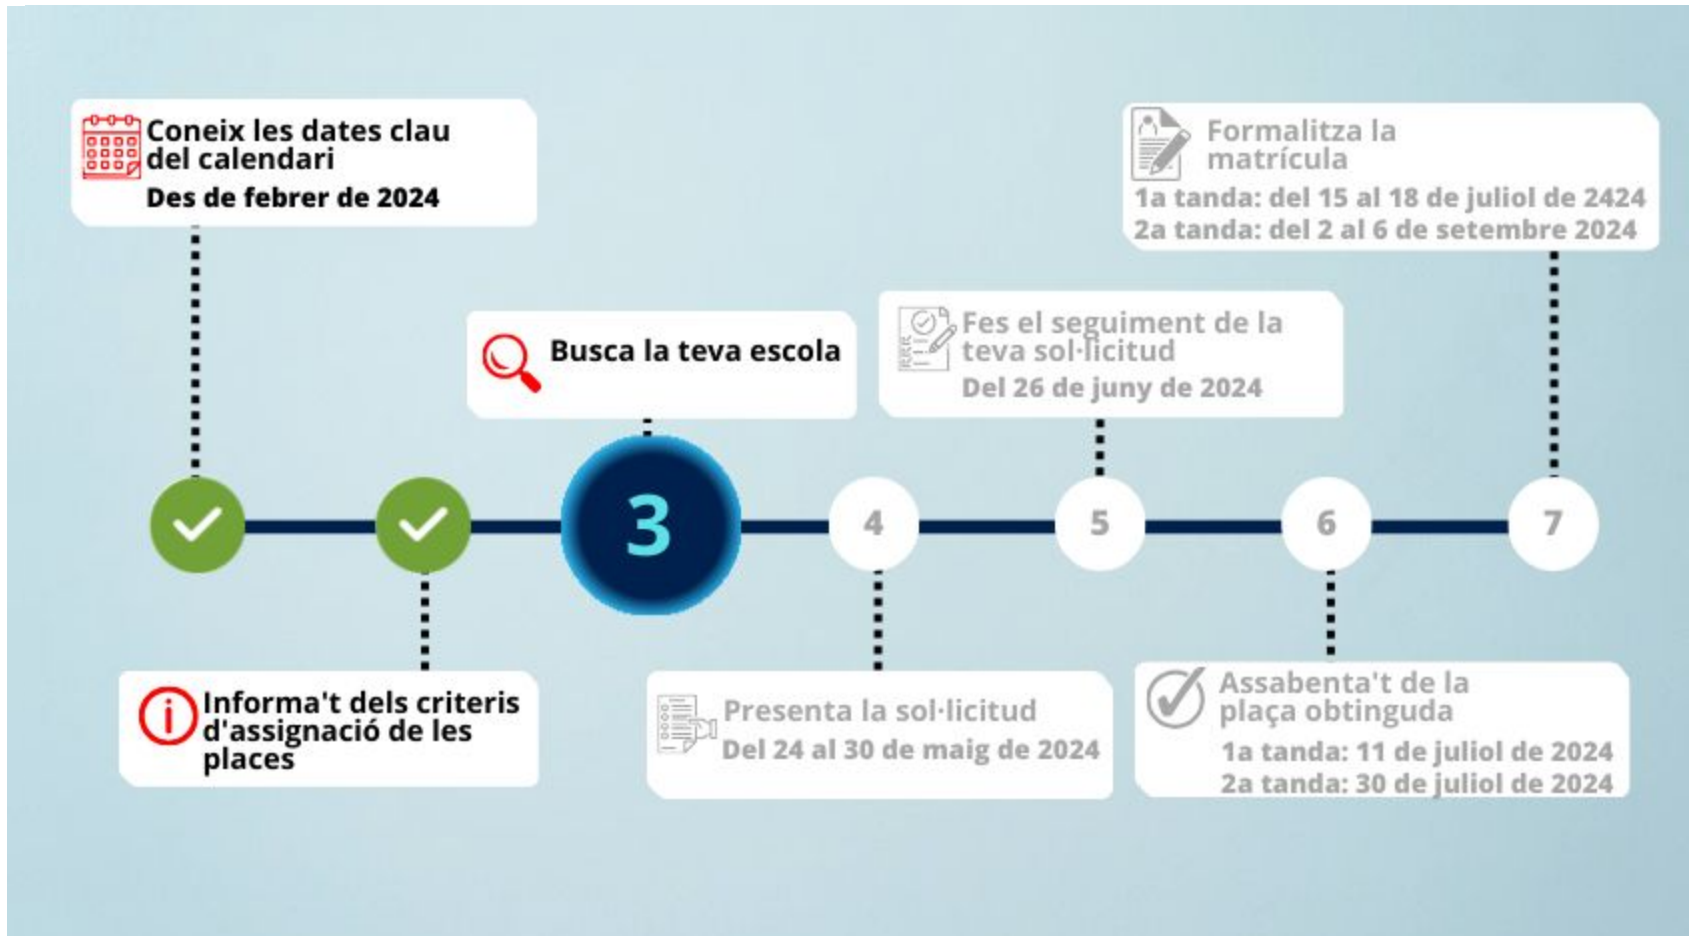 Coneix les dates clau
del calendari
Des de febrer de 2024
Informa't dels criteris
d'assignació de les
places
Busca la teva escola
3
Presenta la sol·licitud
Del 24 al 30 de maig de 2024
4
Fes el seguiment de la
teva sol·licitud
Del 26 de juny de 2024
5
Assabenta't de la
plaça obtinguda
1a tanda: 11 de juliol de 2024
2a tanda: 30 de juliol de 2024
6
Formalitza la
matrícula
1a tanda: del 15 al 18 de juliol de 2424
2a tanda: del 2 al 6 de setembre 2024
7